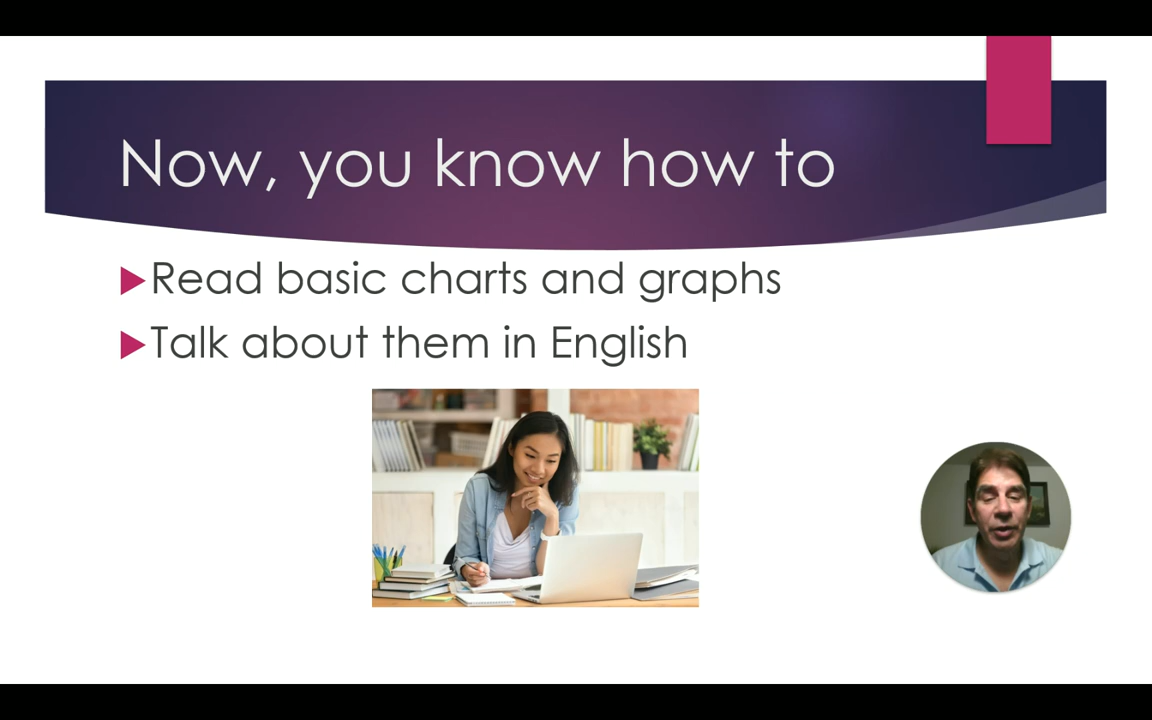 Now, you know how to
Read basic charts and graphs
Talk about them in English